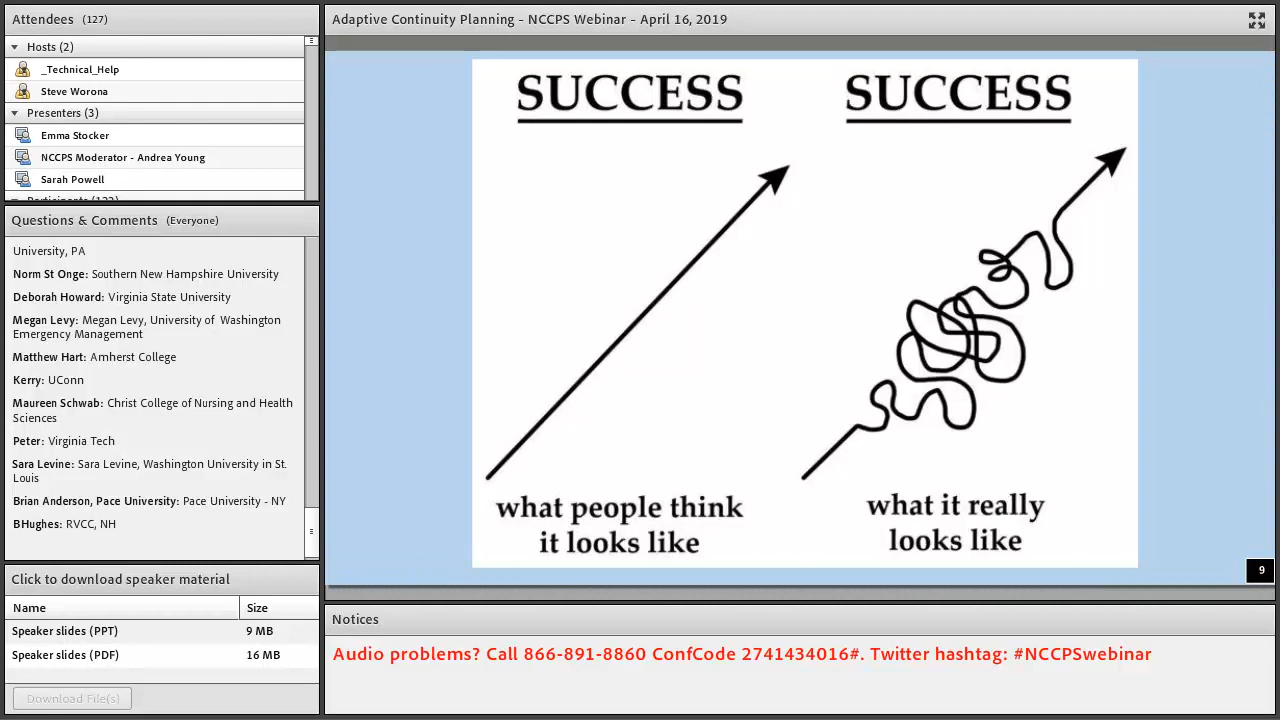 Attendees (127)
Hosts (2)
_Technical_Help
Steve Worona
Presenters (3)
Emma Stocker
NCCPS Moderator - Andrea Young
Sarah Powell
Participants (122)
Questions & Comments (Everyone)
University, PA
Norm St Onge: Southern New Hampshire University
Deborah Howard: Virginia State University
Megan Levy: Megan Levy, University of Washington
Emergency Management
Matthew Hart: Amherst College
Kerry: UConn
Maureen Schwab: Christ College of Nursing and Health
Sciences
Peter: Virginia Tech
Sara Levine: Sara Levine, Washington University in St.
Louis
Brian Anderson, Pace University: Pace University - NY
BHughes: RVCC, NH
Click to download speaker material
Name Size
Speaker slides (PPT) 9 MB
Speaker slides (PDF) 16 MB
Download File(s)
Adaptive Continuity Planning - NCCPS Webinar - April 16, 2019
SUCCESS SUCCESS
what people think
it looks like
what it really
looks like
9
Notices
Audio problems? Call 866-891-8860 ConfCode 2741434016#. Twitter hashtag: #NCCPSwebinar